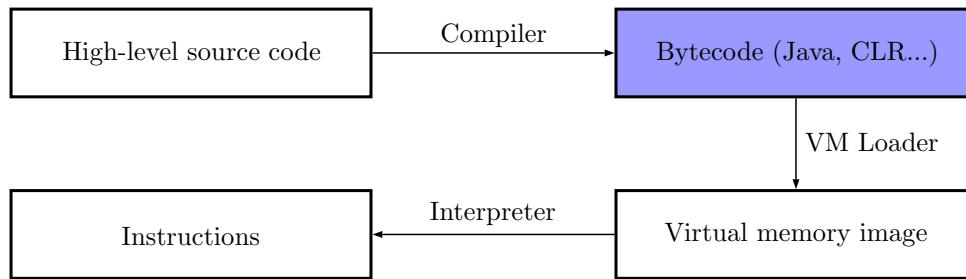 High-level source code
Compiler
Bytecode (Java, CLR...)
VM Loader
Instructions
Interpreter
Virtual memory image